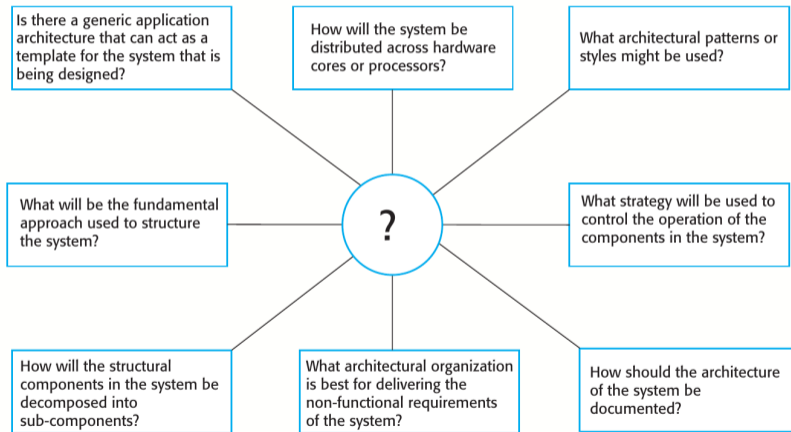 Is there a generic application
architecture that can act as a
template for the system that is
being designed?
How will the system be
distributed across hardware
cores or processors?
What architectural patterns or
styles might be used?
What will be the fundamental
approach used to structure
the system?
?
What strategy will be used to
control the operation of the
components in the system?
How will the structural
components in the system be
decomposed into
sub-components?
What architectural organization
is best for delivering the
non-functional requirements
of the system?
How should the architecture
of the system be
documented?